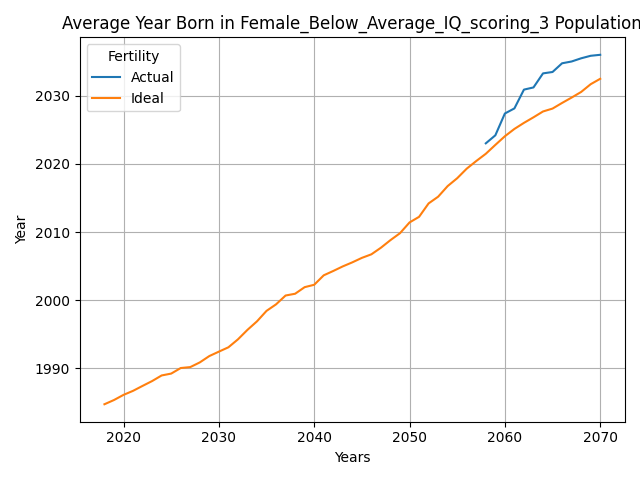 Average Year Born in Female_Below_Average_IQ_scoring_3 Population
Fertility
Actual
Ideal
2030
2020
2010
2000
1990
Year
2020 2030 2040 2050 2060 2070
Years